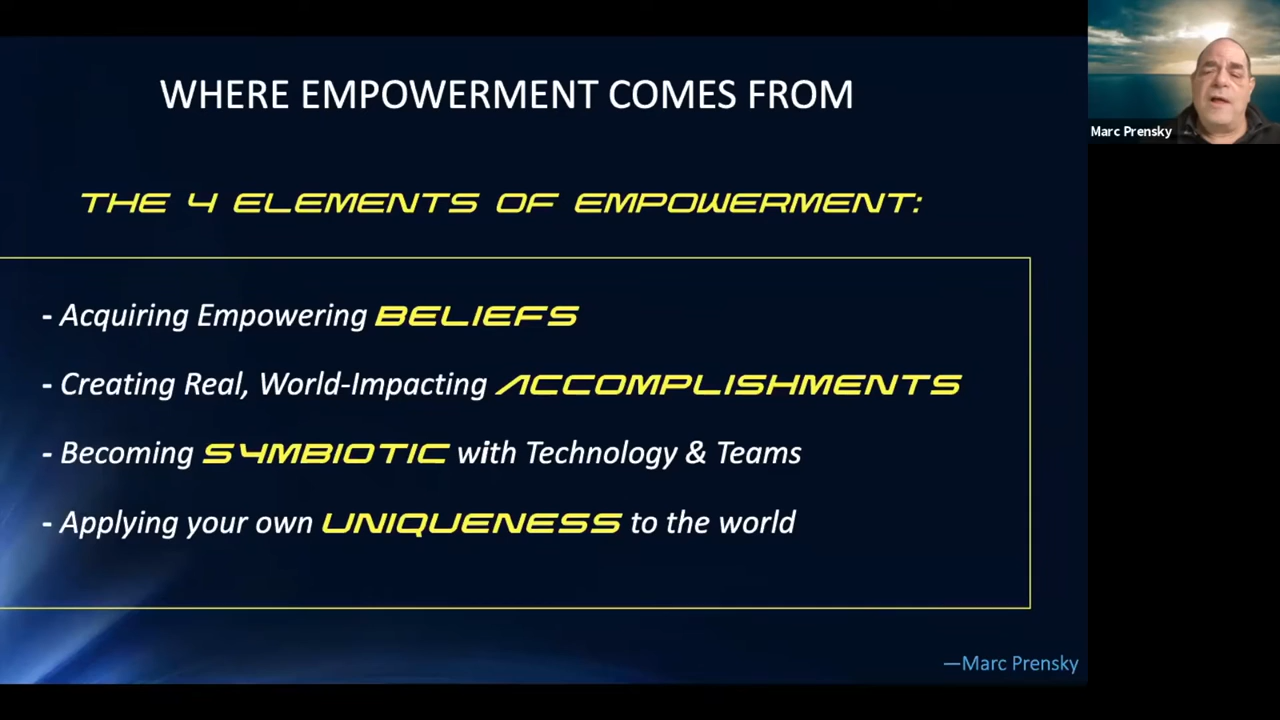 WHERE EMPOWERMENT COMES FROM
THE 4 ELEMENTS OF EMPOWERMENT:
- Acquiring Empowering BELIEFS
- Creating Real, World-Impacting ACCOMPLISHMENTS
- Becoming SYMBIOTIC with Technology & Teams
- Applying your own UNIQUENESS to the world
—Marc Prensky
Marc Prensky